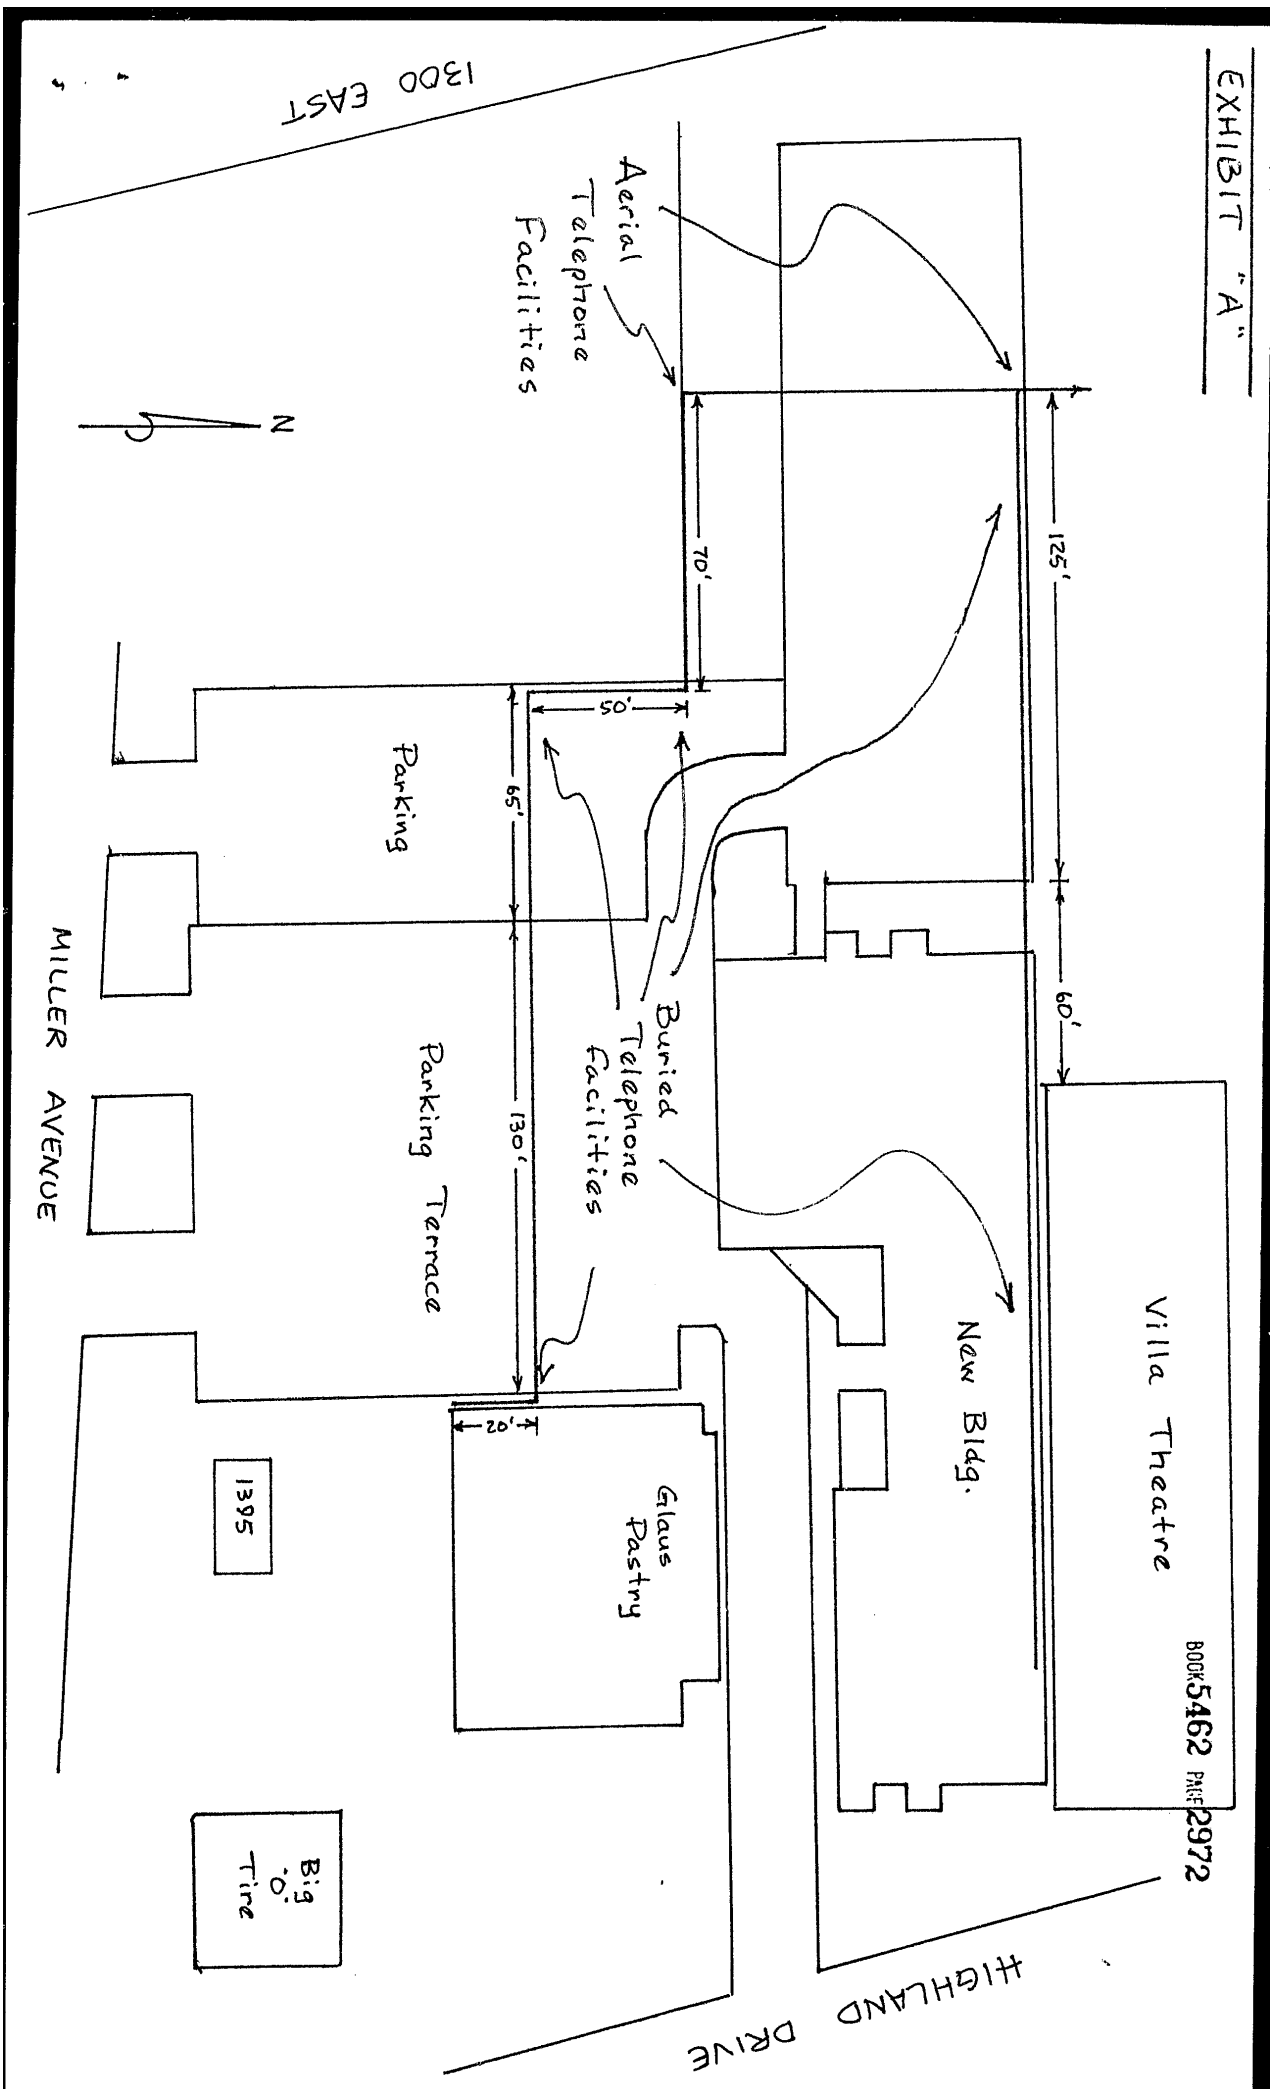 EXHIBIT "A"
1300 EAST
Aerial
Telephone
Facilities
N
125'
70'
50'
65'
60'
130'
20'
Parking
Parking Terrace
Buried
Telephone
facilities
MILLER AVENUE
Villa Theatre
New Bldg.
Glaus
Pastry
1395
Big
"O"
Tire
HIGHLAND DRIVE
BOOK 5462 PAGE 2972